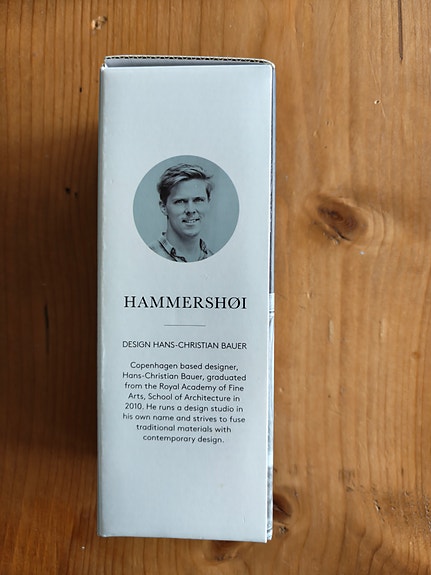 HAMMERSHØI
DESIGN HANS-CHRISTIAN BAUER
Copenhagen based designer,
Hans-Christian Bauer, graduated
from the Royal Academy of Fine
Arts, School of Architecture in
2010. He runs a design studio in
his own name and strives to fuse
traditional materials with
contemporary design.